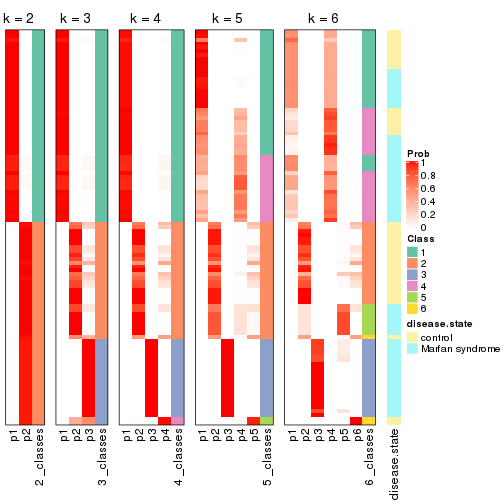 k = 2 k = 3 k = 4 k = 5 k = 6
Prob
1
0.8
0.6
0.4
0.2
0
Class
1
2
3
4
5
6
disease.state
control
Marfan syndrome
p1 p2 2_classes p1 p2 p3 3_classes p1 p2 p3 p4 4_classes p1 p2 p3 p4 p5 5_classes p1 p2 p3 p4 p5 p6 6_classes disease.state